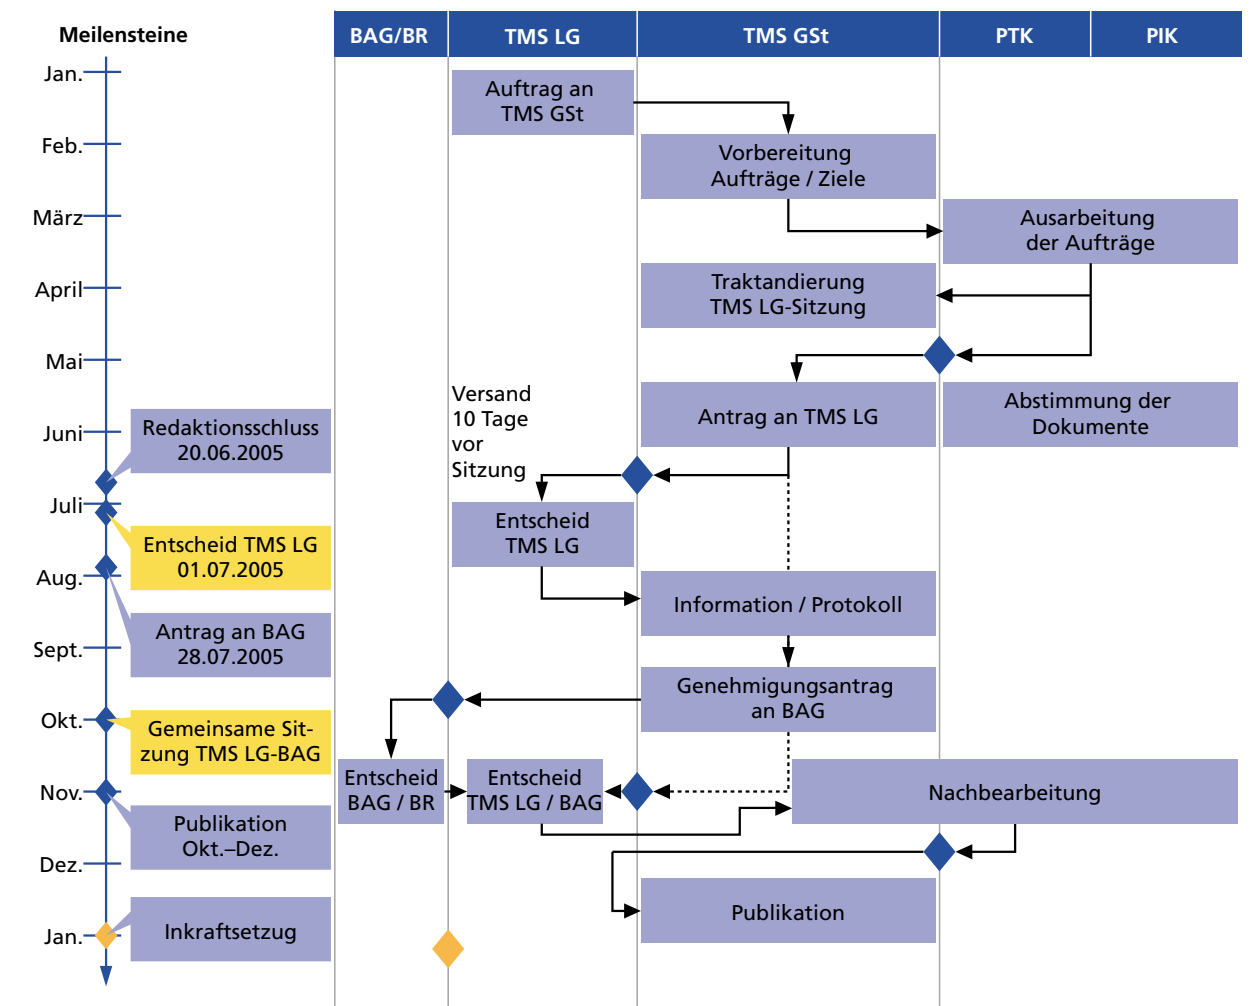 Meilensteine
BAG/BR
TMS LG
TMS GSt
PTK
PIK
Jan.
Feb.
März
April
Mai
Juni
Juli
Aug.
Sept.
Okt.
Nov.
Dez.
Jan.
Redaktionsschluss
20.06.2005
Entscheid TMS LG
01.07.2005
Antrag an BAG
28.07.2005
Gemeinsame Sit-
zung TMS LG-BAG
Publikation
Okt.–Dez.
Inkraftsetzug
Auftrag an
TMS GSt
Vorbereitung
Aufträge / Ziele
Ausarbeitung
der Aufträge
Traktandierung
TMS LG-Sitzung
Antrag an TMS LG
Abstimmung der
Dokumente
Versand
10 Tage
vor
Sitzung
Entscheid
TMS LG
Information / Protokoll
Genehmigungsantrag
an BAG
Entscheid
BAG / BR
Entscheid
TMS LG / BAG
Nachbearbeitung
Publikation